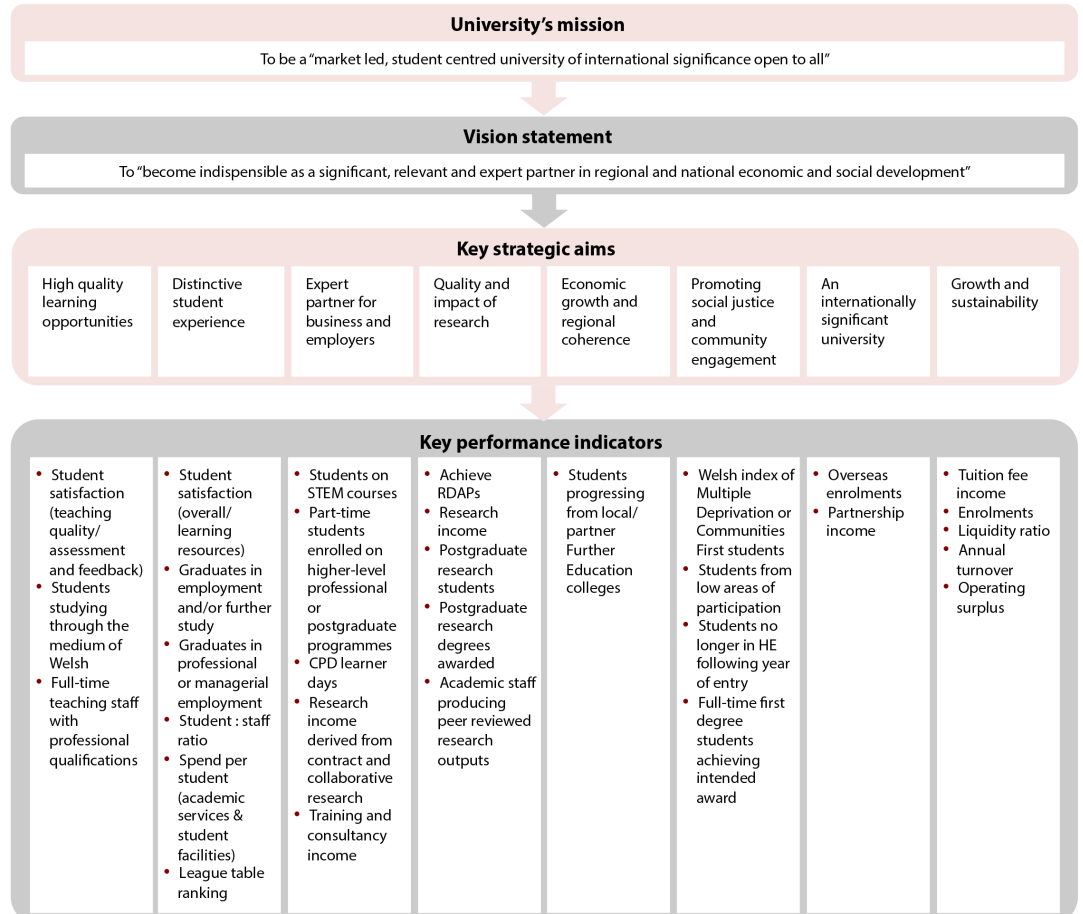 University’s mission
To be a “market led, student centred university of international significance open to all”
Vision statement
To “become indispensible as a significant, relevant and expert partner in regional and national economic and social development”
Key strategic aims
High quality
learning
opportunities
Distinctive
student
experience
Expert
partner for
business and
employers
Quality and
impact of
research
Economic
growth and
regional
coherence
Promoting
social justice
and
community
engagement
An
internationally
significant
university
Growth and
sustainability
Key performance indicators
• Student
satisfaction
(teaching
quality/
assessment
and feedback)
• Students
studying
through the
medium of
Welsh
• Full-time
teaching staff
with
professional
qualifications
• Student
satisfaction
(overall/
learning
resources)
• Graduates in
employment
and/or further
study
• Graduates in
professional
or managerial
employment
• Student : staff
ratio
• Spend per
student
(academic
services &
student
facilities)
• League table
ranking
• Students on
STEM courses
• Part-time
students
enrolled on
higher-level
professional
or
postgraduate
programmes
• CPD learner
days
• Research
income
derived from
contract and
collaborative
research
• Training and
consultancy
income
• Achieve
RDAPs
• Research
income
• Postgraduate
research
students
• Postgraduate
research
degrees
awarded
• Academic staff
producing
peer reviewed
research
outputs
• Students
progressing
from local/
partner
Further
Education
colleges
• Welsh index of
Multiple
Deprivation or
Communities
First students
• Students from
low areas of
participation
• Students no
longer in HE
following year
of entry
• Full-time first
degree
students
achieving
intended
award
• Overseas
enrolments
• Partnership
income
• Tuition fee
income
• Enrolments
• Liquidity ratio
• Annual
turnover
• Operating
surplus